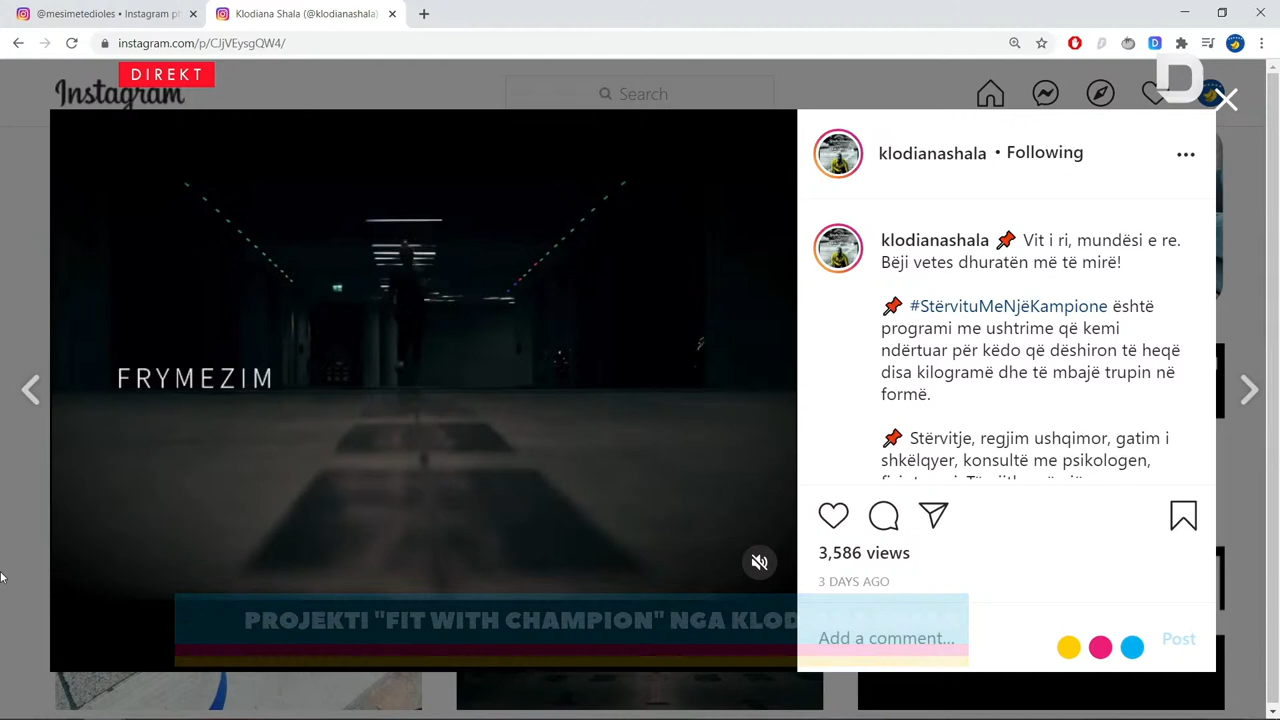 @mesimetedioles • Instagram
Klodiana Shala (@klodianashala)
instagram.com/p/CJjVEysgQW4/
DIREKT
D
Instagram
Search
klodianashala • Following
klodianashala 📌 Vit i ri, mundësi e re.
Bëji vetes dhuratën më të mirë!
📌 #StërvituMeNjëKampione është
programi me ushtrime që kemi
ndërtuar për këdo që dëshiron të heqë
disa kilogramë dhe të mbajë trupin në
formë.
📌 Stërvitje, regjim ushqimor, gatim i
shkëlqyer, konsultë me psikologen,
FRYMEZIM
3,586 views
3 DAYS AGO
PROJEKTI "FIT WITH CHAMPION" NGA
Add a comment...
Post